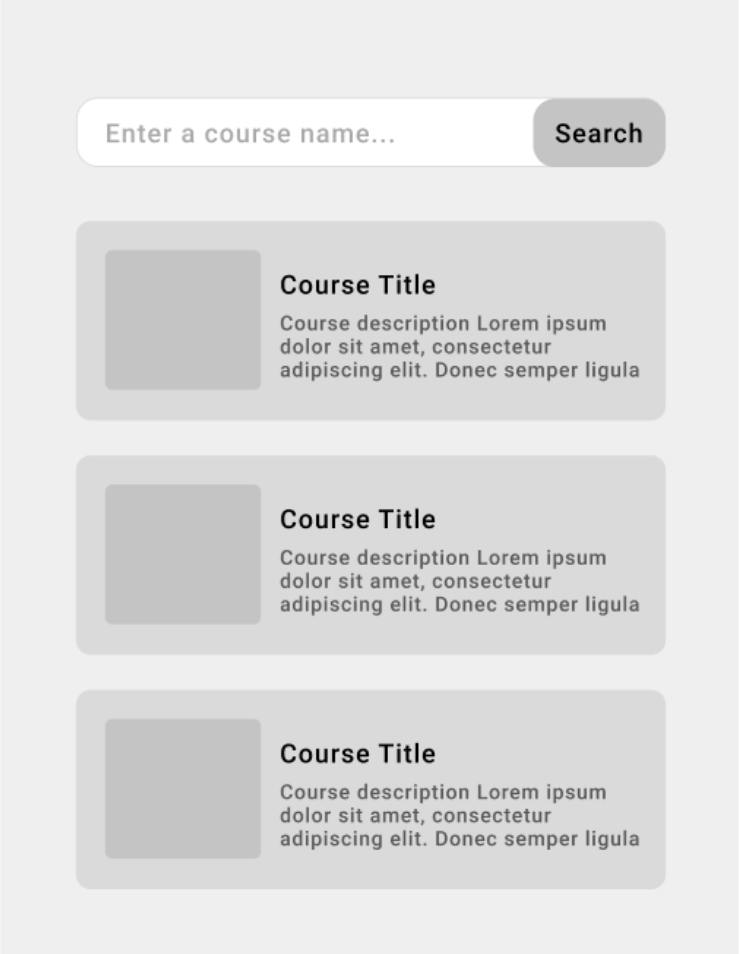 Enter a course name...
Search
Course Title
Course description Lorem ipsum
dolor sit amet, consectetur
adipiscing elit. Donec semper ligula
Course Title
Course description Lorem ipsum
dolor sit amet, consectetur
adipiscing elit. Donec semper ligula
Course Title
Course description Lorem ipsum
dolor sit amet, consectetur
adipiscing elit. Donec semper ligula